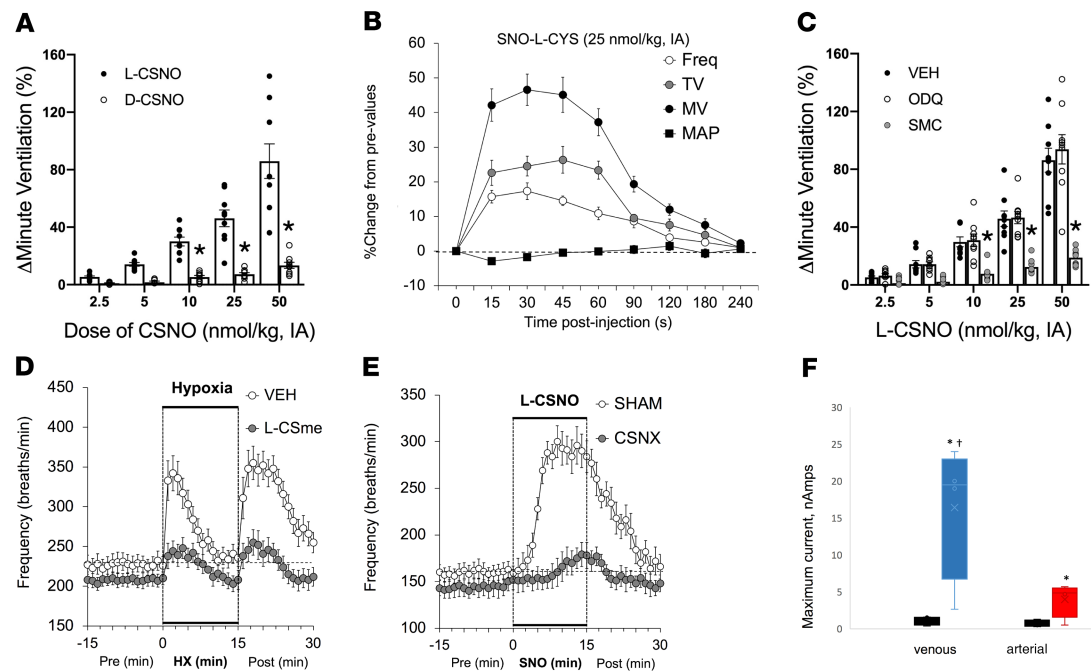 A
ΔMinute Ventilation (%)
160
120
80
40
0
L-CSNO
D-CSNO
* * *
2.5 5 10 25 50
Dose of CSNO (nmol/kg, IA)
B
%Change from pre-values
SNO-L-CYS (25 nmol/kg, IA)
60
50
40
30
20
10
0
-10
Freq
TV
MV
MAP
0 15 30 45 60 90 120 180 240
Time post-injection (s)
C
ΔMinute Ventilation (%)
160
120
80
40
0
VEH
ODQ
SMC
* * *
2.5 5 10 25 50
L-CSNO (nmol/kg, IA)
D
Frequency (breaths/min)
450
400
350
300
250
200
150
Hypoxia
VEH
L-CSme
-15 0 15 30
Pre (min) HX (min) Post (min)
E
Frequency (breaths/min)
350
300
250
200
150
100
L-CSNO
SHAM
CSNX
-15 0 15 30
Pre (min) SNO (min) Post (min)
F
Maximum current, nAmps
30
25
20
15
10
5
0
* †
*
venous arterial